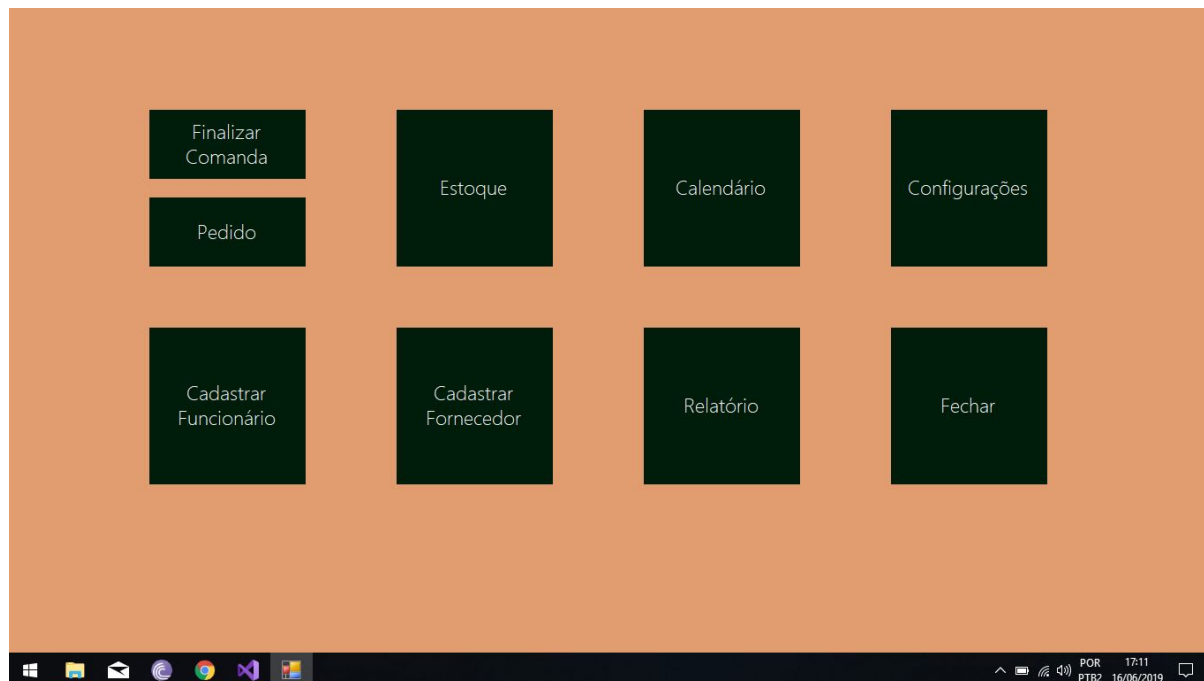 Finalizar
Comanda
Pedido
Estoque
Calendário
Configurações
Cadastrar
Funcionário
Cadastrar
Fornecedor
Relatório
Fechar
POR
PTB2
17:11
16/06/2019